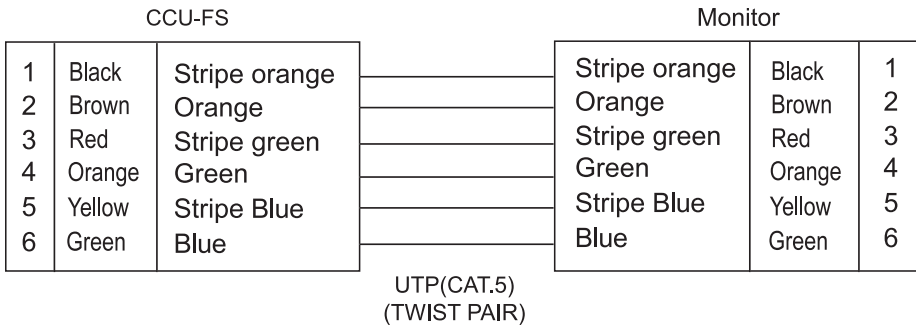 CCU-FS Monitor
1 Black Stripe orange Stripe orange Black 1
2 Brown Orange Orange Brown 2
3 Red Stripe green Stripe green Red 3
4 Orange Green Green Orange 4
5 Yellow Stripe Blue Stripe Blue Yellow 5
6 Green Blue Blue Green 6
UTP(CAT.5)
(TWIST PAIR)